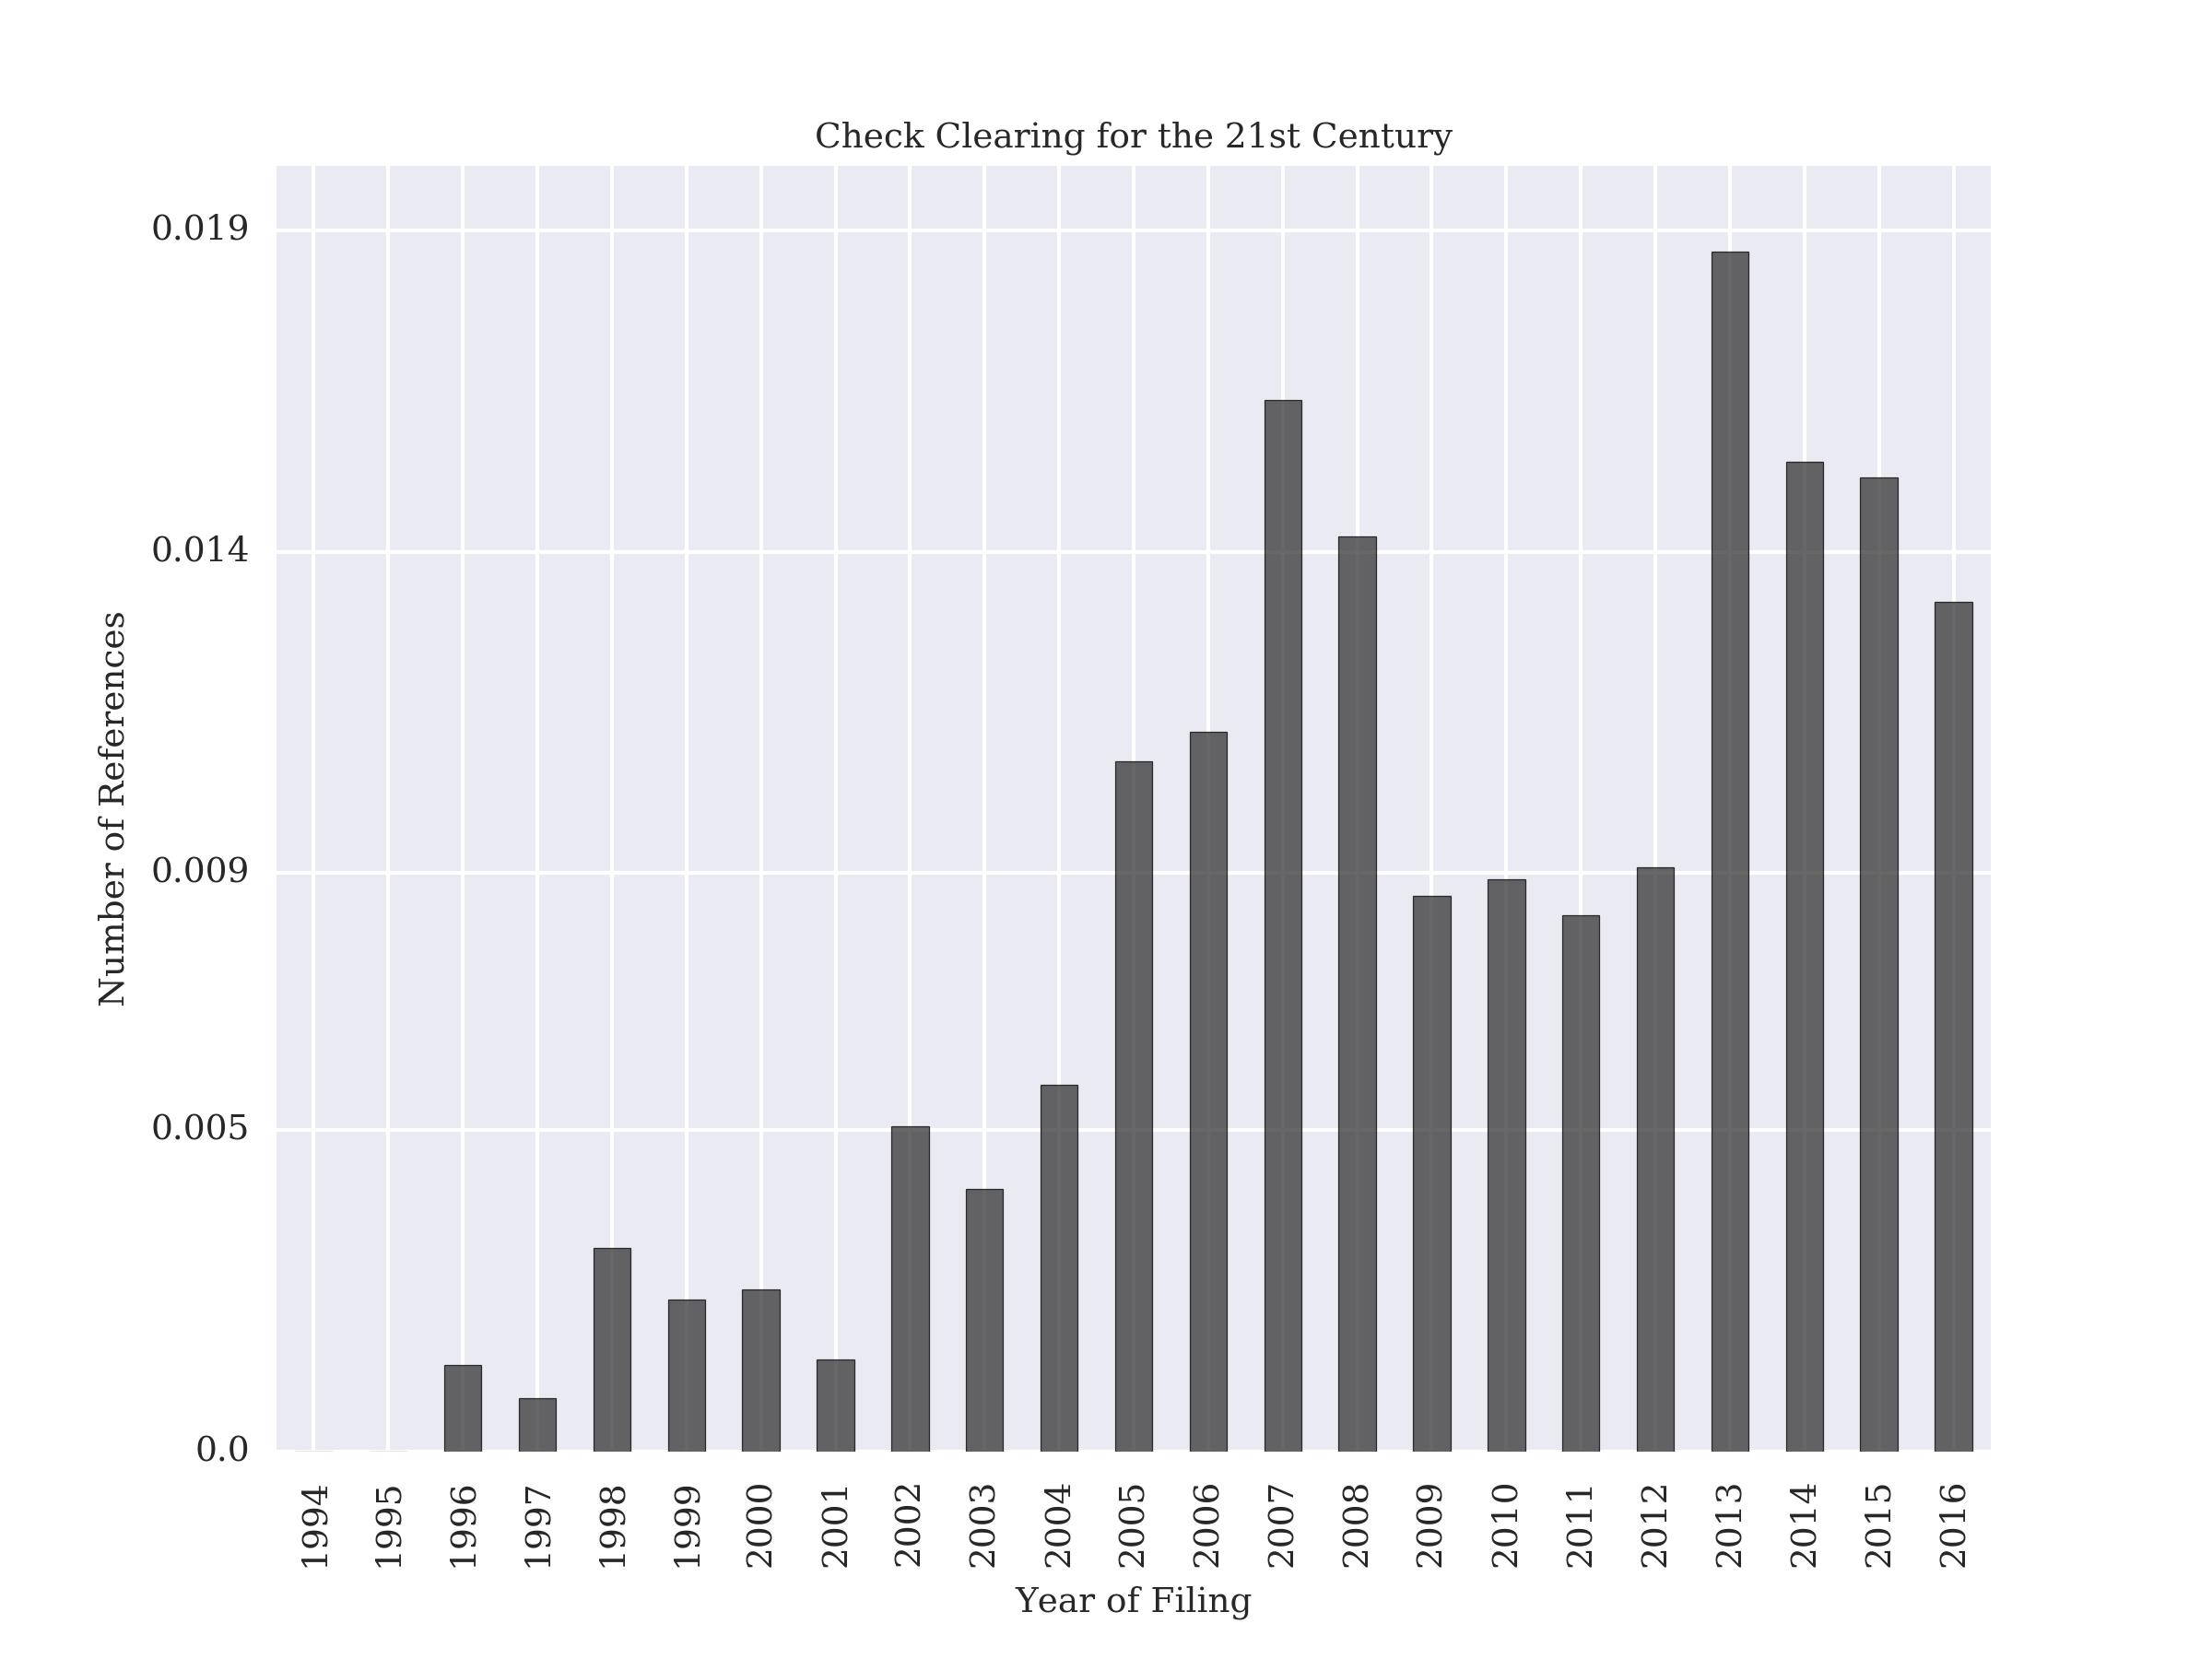 Check Clearing for the 21st Century
0.019
0.014
0.009
0.005
0.0
Number of References
1994 1995 1996 1997 1998 1999 2000 2001 2002 2003 2004 2005 2006 2007 2008 2009 2010 2011 2012 2013 2014 2015 2016
Year of Filing